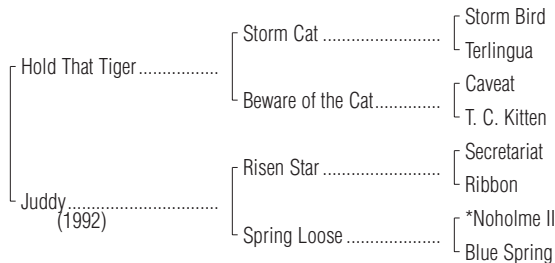 Storm Bird
Storm Cat ........................
Terlingua
Hold That Tiger.................
Caveat
Beware of the Cat.............
T. C. Kitten
Secretariat
Risen Star ........................
Ribbon
Juddy................................
(1992)
*Noholme II
Spring Loose ...................
Blue Spring